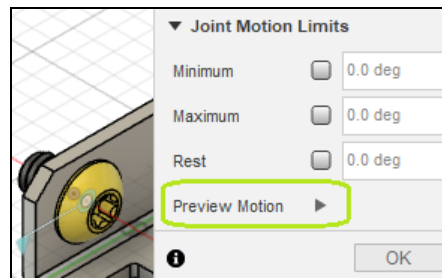 Joint Motion Limits
Minimum 0.0 deg
Maximum 0.0 deg
Rest 0.0 deg
Preview Motion
OK